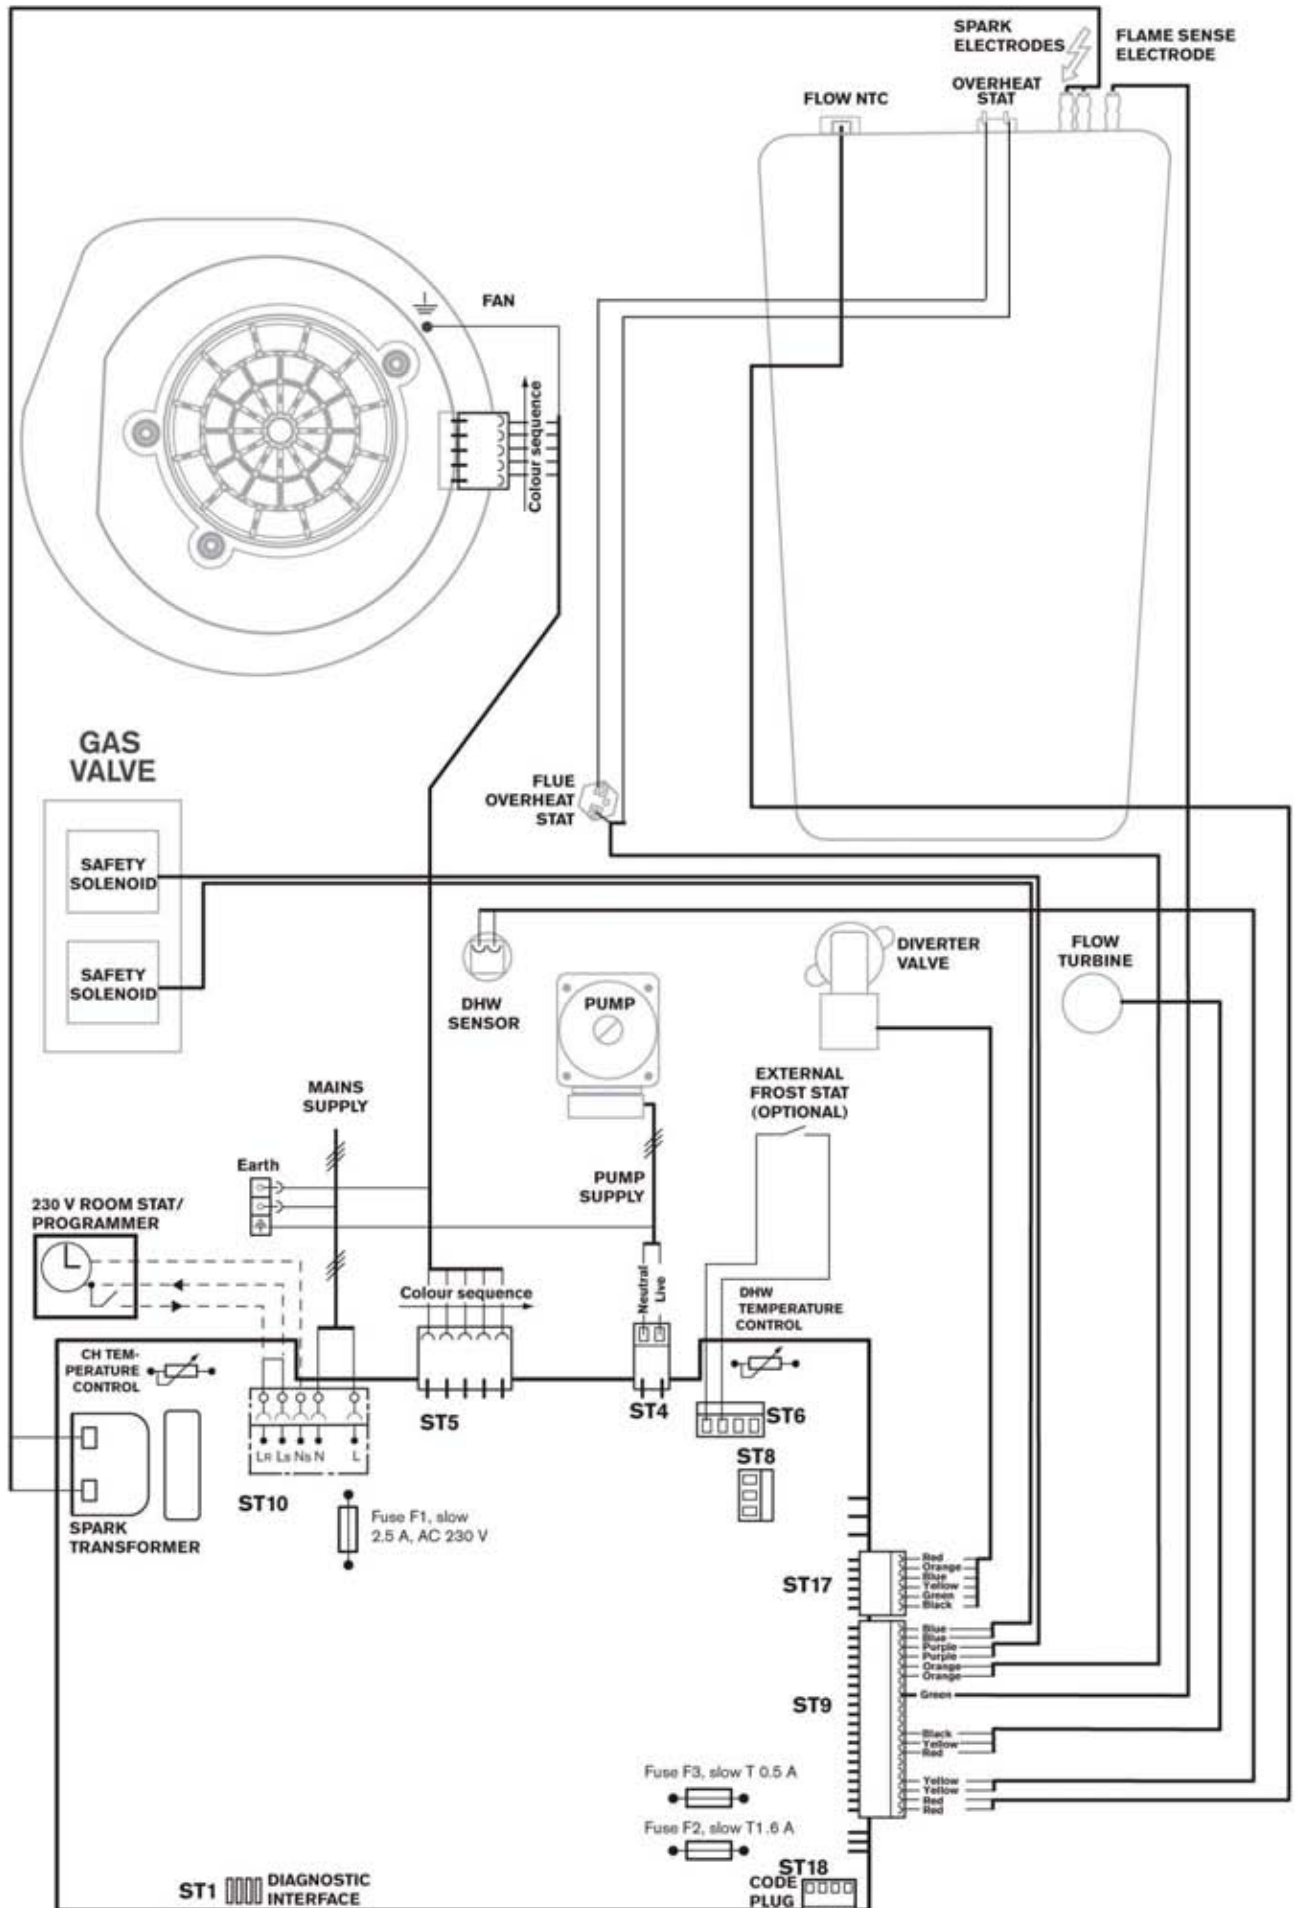 SPARK
ELECTRODES
FLAME SENSE
ELECTRODE
OVERHEAT
STAT
FLOW NTC
FAN
Colour sequence
GAS
VALVE
SAFETY
SOLENOID
SAFETY
SOLENOID
FLUE
OVERHEAT
STAT
DHW
SENSOR
PUMP
DIVERTER
VALVE
FLOW
TURBINE
MAINS
SUPPLY
EXTERNAL
FROST STAT
(OPTIONAL)
Earth
PUMP
SUPPLY
230 V ROOM STAT/
PROGRAMMER
Colour sequence
Neutral
Live
DHW
TEMPERATURE
CONTROL
CH TEM-
PERATURE
CONTROL
ST5
ST4
ST6
ST8
LR LS NS N L
ST10
Fuse F1, slow
2.5 A, AC 230 V
SPARK
TRANSFORMER
ST17
Red
Orange
Blue
Yellow
Green
Black
ST9
Blue
Blue
Purple
Purple
Orange
Orange
Green
Black
Yellow
Red
Yellow
Yellow
Red
Red
Fuse F3, slow T 0.5 A
Fuse F2, slow T1.6 A
ST18
CODE
PLUG
ST1
DIAGNOSTIC
INTERFACE